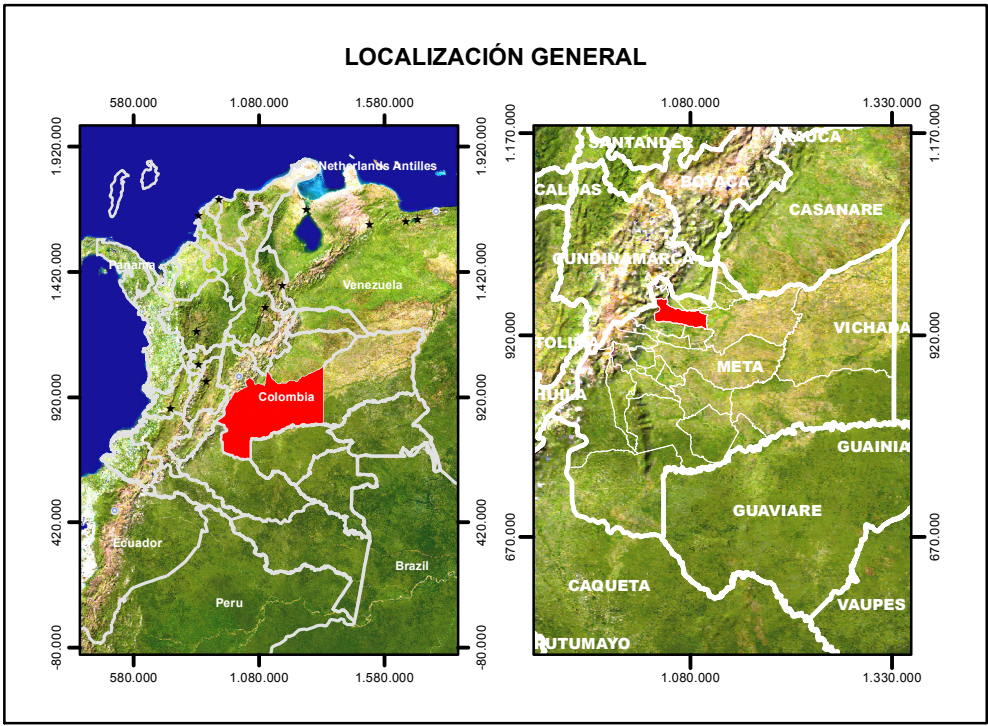 LOCALIZACIÓN GENERAL
580.000 1.080.000 1.580.000
1.920.000 1.920.000
1.420.000 1.420.000
920.000 920.000
420.000 420.000
-80.000 -80.000
Netherlands Antilles
Panama
Venezuela
Colombia
Ecuador
Brazil
Peru
580.000 1.080.000 1.580.000
1.080.000 1.330.000
1.170.000 1.170.000
920.000 920.000
670.000 670.000
SANTANDER
ARAUCA
CALDAS
BOYACA
CASANARE
CUNDINAMARCA
VICHADA
TOLIMA
META
HUILA
GUAINIA
GUAVIARE
CAQUETA
VAUPES
PUTUMAYO
1.080.000 1.330.000